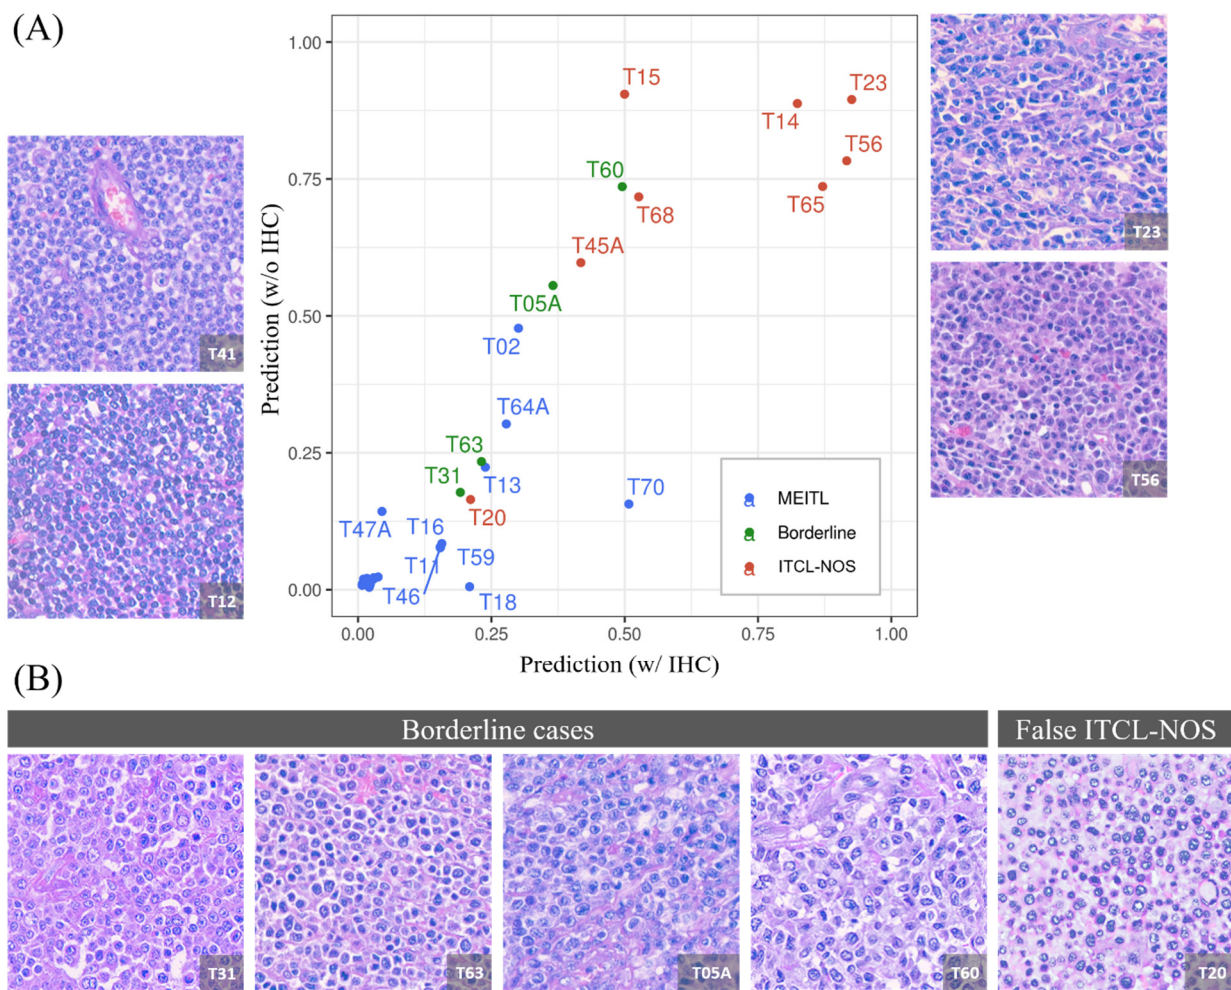 (A)
1.00
0.75
0.50
0.25
0.00
Prediction (w/o IHC)
T15
T23
T14
T56
T60
T65
T68
T45A
T05A
T02
T64A
T63
T31
T13
T70
T20
T47A
T16
T11
T59
T46
T18
a MEITL
a Borderline
a ITCL-NOS
0.00 0.25 0.50 0.75 1.00
Prediction (w/ IHC)
T41
T12
T23
T56
(B)
Borderline cases
False ITCL-NOS
T31
T63
T05A
T60
T20